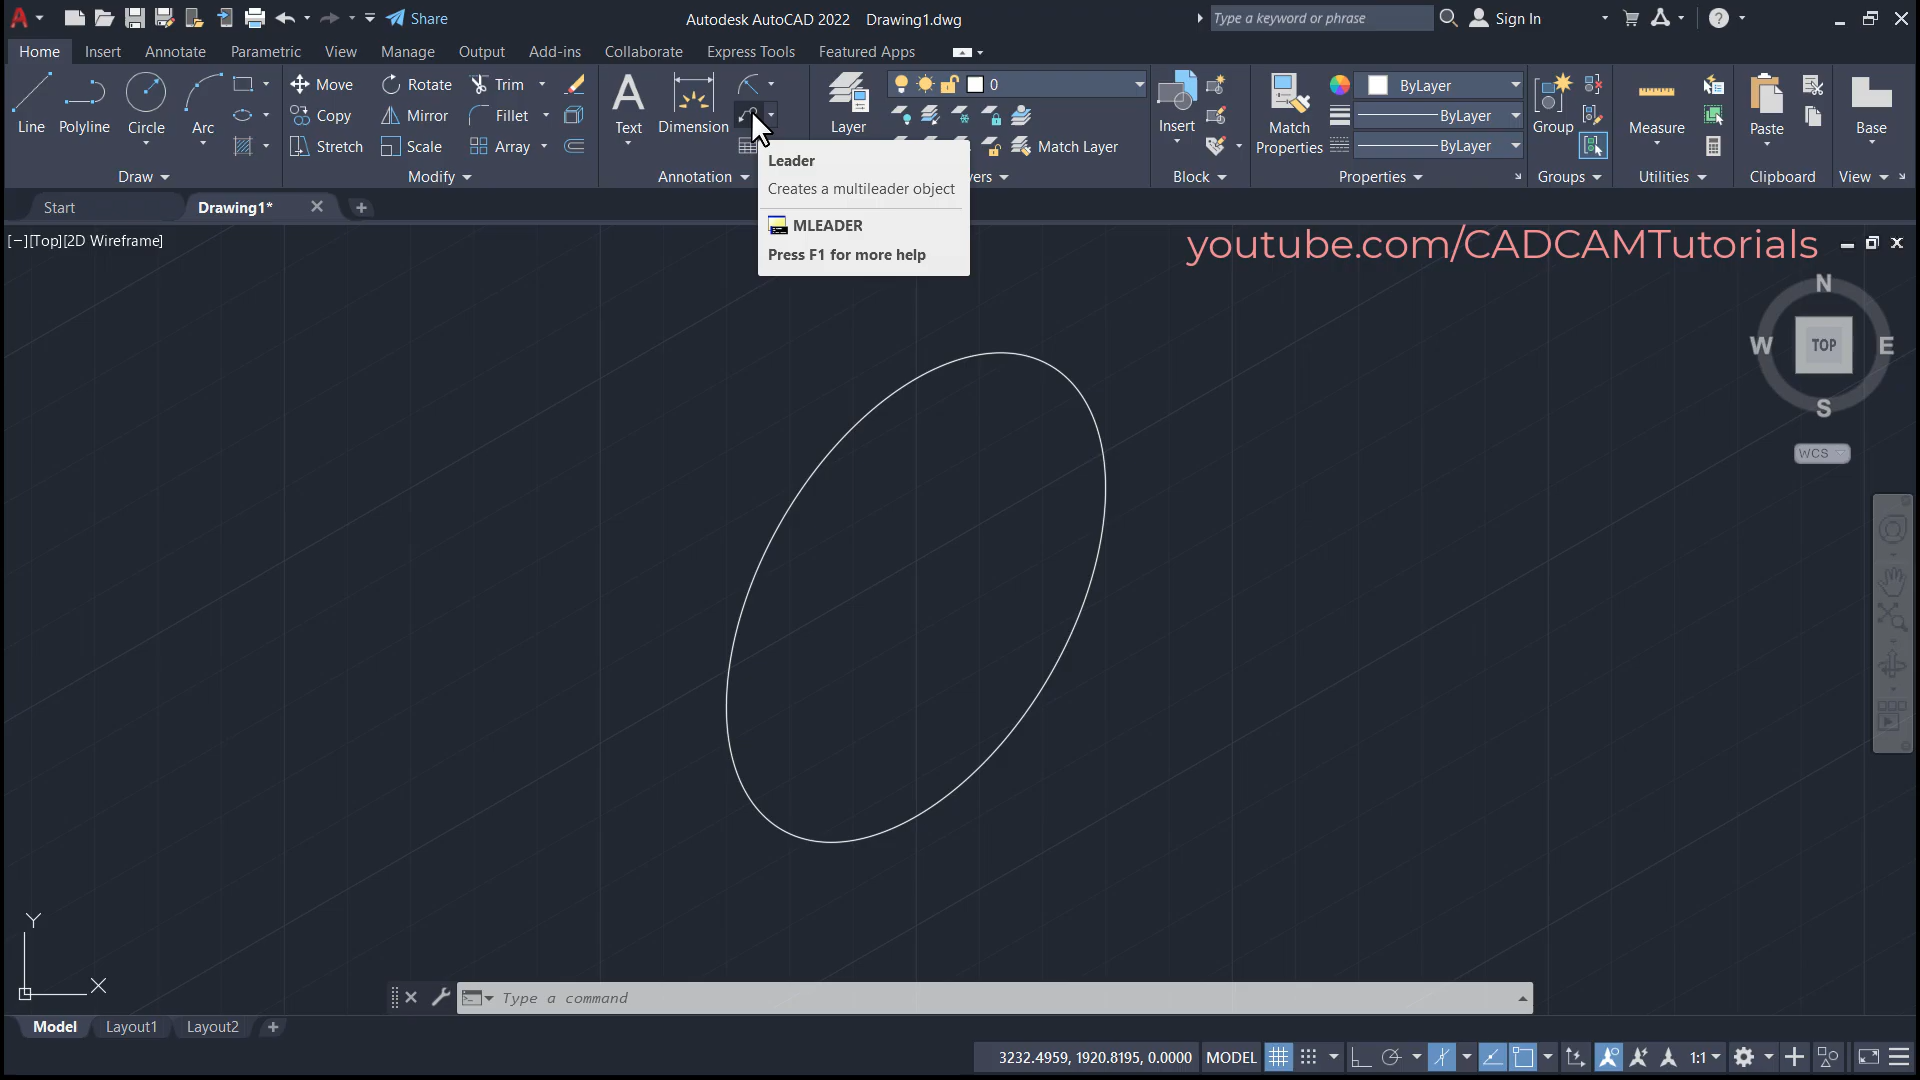 Share
Autodesk AutoCAD 2022 Drawing1.dwg
Type a keyword or phrase
Sign In
Home Insert Annotate Parametric View Manage Output Add-ins Collaborate Express Tools Featured Apps
Line Polyline Circle Arc
Move Rotate Trim
Copy Mirror Fillet
Stretch Scale Array
Text Dimension
Layer
0
Match Layer
Insert
Match Properties
ByLayer
ByLayer
ByLayer
Group
Measure
Paste
Base
Draw Modify Annotation yers Block Properties Groups Utilities Clipboard View
Leader
Creates a multileader object
MLEADER
Press F1 for more help
Start Drawing1*
[−][Top][2D Wireframe]
youtube.com/CADCAMTutorials
N
W TOP E
S
WCS
Y
X
Type a command
Model Layout1 Layout2
3232.4959, 1920.8195, 0.0000 MODEL 1:1